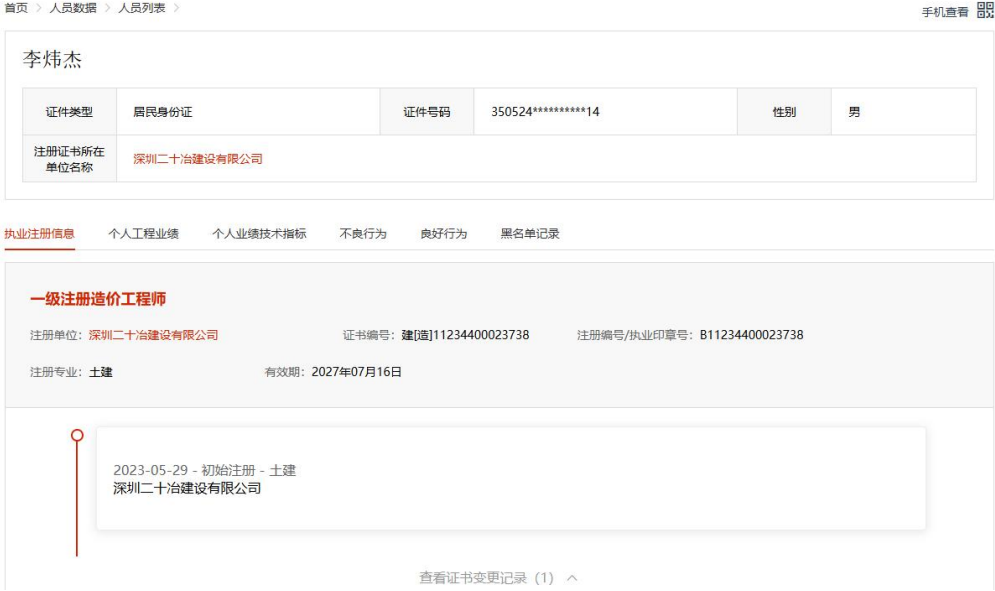 首页 > 人员数据 > 人员列表 >
手机查看
李炜杰
证件类型 居民身份证 证件号码 350524**********14 性别 男
注册证书所在
单位名称
深圳二十冶建设有限公司
执业注册信息 个人工程业绩 个人业绩技术指标 不良行为 良好行为 黑名单记录
一级注册造价工程师
注册单位：深圳二十冶建设有限公司 证书编号：建[造]11234400023738 注册编号/执业印章号：B11234400023738
注册专业：土建 有效期：2027年07月16日
2023-05-29 - 初始注册 - 土建
深圳二十冶建设有限公司
查看证书变更记录（1）